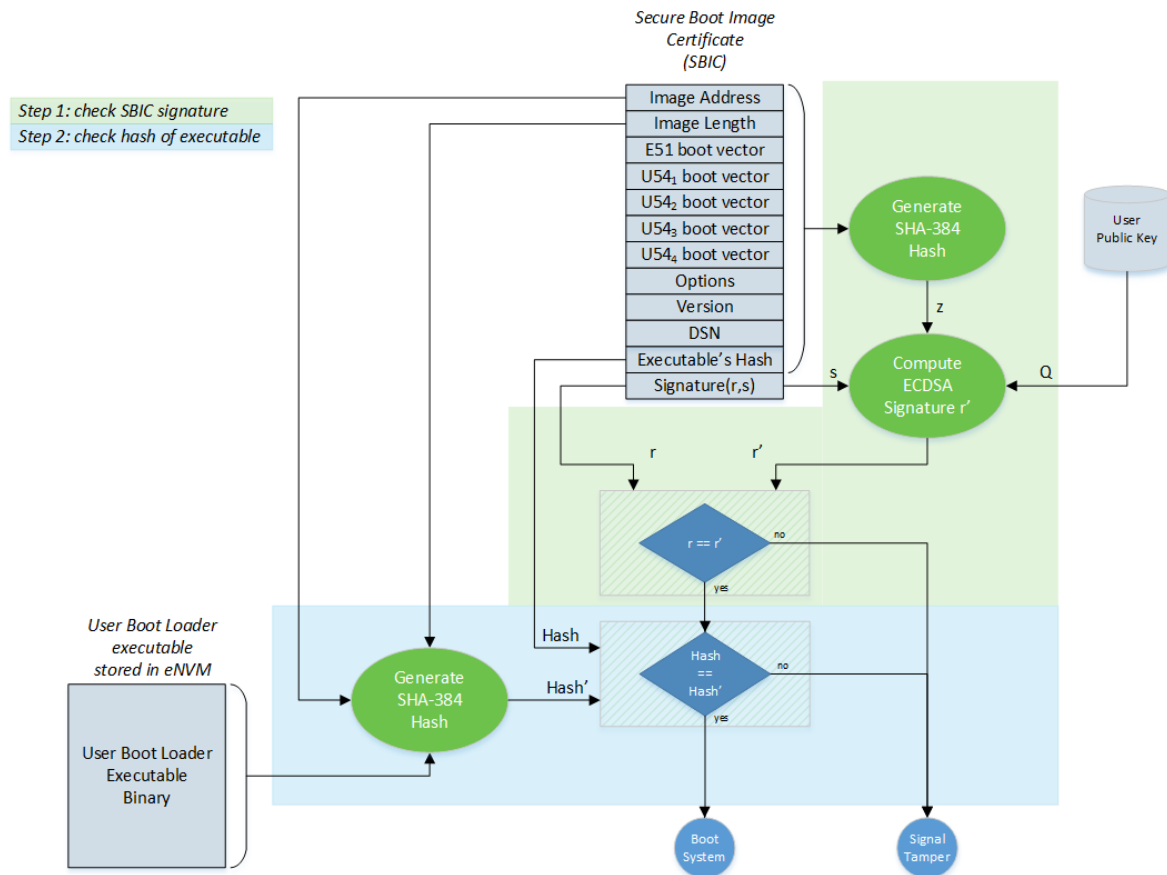 Secure Boot Image
Certificate
(SBIC)
Step 1: check SBIC signature
Step 2: check hash of executable
Image Address
Image Length
E51 boot vector
U54₁ boot vector
U54₂ boot vector
U54₃ boot vector
U54₄ boot vector
Options
Version
DSN
Executable's Hash
Signature(r,s)
Generate
SHA-384
Hash
User
Public Key
z
s
Compute
ECDSA
Signature r'
Q
r
r'
r == r'
no
yes
User Boot Loader
executable
stored in eNVM
User Boot Loader
Executable
Binary
Generate
SHA-384
Hash
Hash
Hash'
Hash
==
Hash'
no
yes
Boot
System
Signal
Tamper